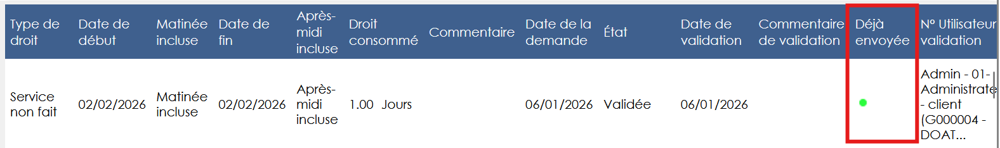 Type de droit
Date de début
Matinée incluse
Date de fin
Après-midi incluse
Droit consommé
Commentaire
Date de la demande
État
Date de validation
Commentaire de validation
Déjà envoyée
N° Utilisateur validation
Service non fait
02/02/2026
Matinée incluse
02/02/2026
Après-midi incluse
1.00 Jours
06/01/2026
Validée
06/01/2026
Admin - 01-
Administrate
- client
(G000004 -
DOAT...